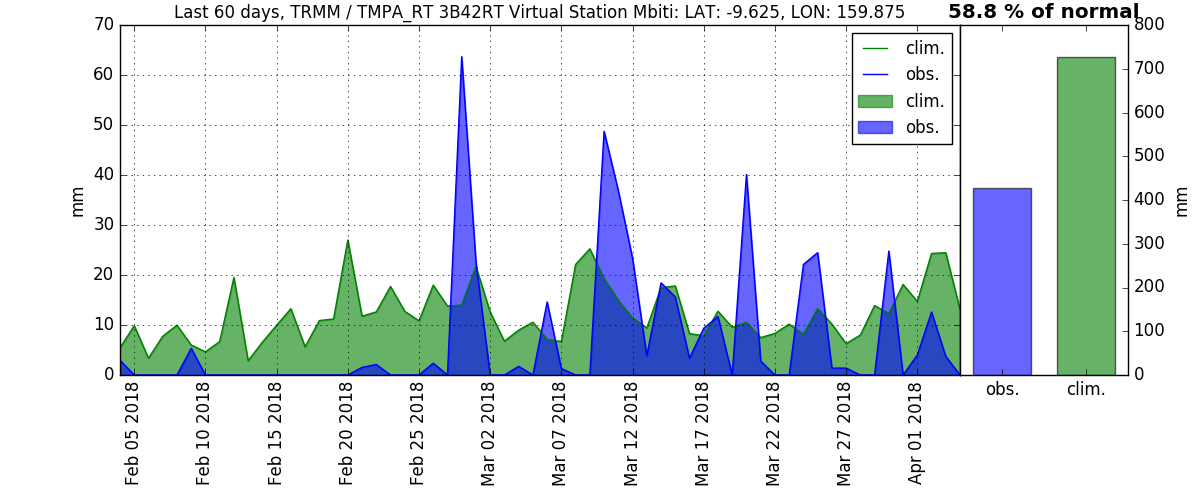 Last 60 days, TRMM / TMPA_RT 3B42RT Virtual Station Mbiti: LAT: -9.625, LON: 159.875
58.8 % of normal
70
60
50
40
30
20
10
0
mm
clim.
obs.
clim.
obs.
800
700
600
500
400
300
200
100
0
mm
Feb 05 2018
Feb 10 2018
Feb 15 2018
Feb 20 2018
Feb 25 2018
Mar 02 2018
Mar 07 2018
Mar 12 2018
Mar 17 2018
Mar 22 2018
Mar 27 2018
Apr 01 2018
obs.
clim.